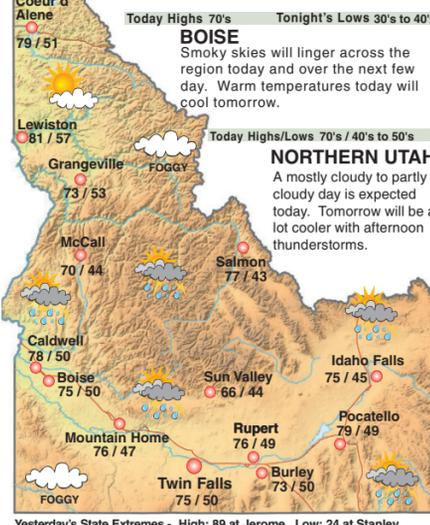 Coeur d'
Alene
79 / 51
Today Highs 70's Tonight's Lows 30's to 40'
BOISE
Smoky skies will linger across the
region today and over the next few
day. Warm temperatures today will
cool tomorrow.
Lewiston
81 / 57
Today Highs/Lows 70's / 40's to 50's
FOGGY
Grangeville
73 / 53
NORTHERN UTAH
A mostly cloudy to partly
cloudy day is expected
today. Tomorrow will be a
lot cooler with afternoon
thunderstorms.
McCall
70 / 44
Salmon
77 / 43
Caldwell
78 / 50
Boise
75 / 50
Sun Valley
66 / 44
Idaho Falls
75 / 45
Pocatello
79 / 49
Mountain Home
76 / 47
Rupert
76 / 49
Twin Falls
75 / 50
Burley
73 / 50
FOGGY
Yesterday's State Extremes - High: 89 at Jerome Low: 24 at Stanley